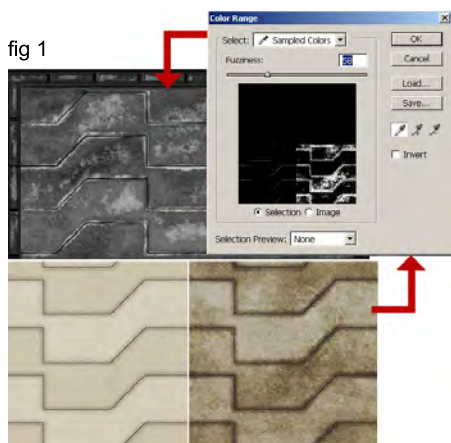 fig 1
Color Range
Select: Sampled Colors
Fuzziness:
OK
Cancel
Load...
Save...
Invert
Selection Image
Selection Preview: None